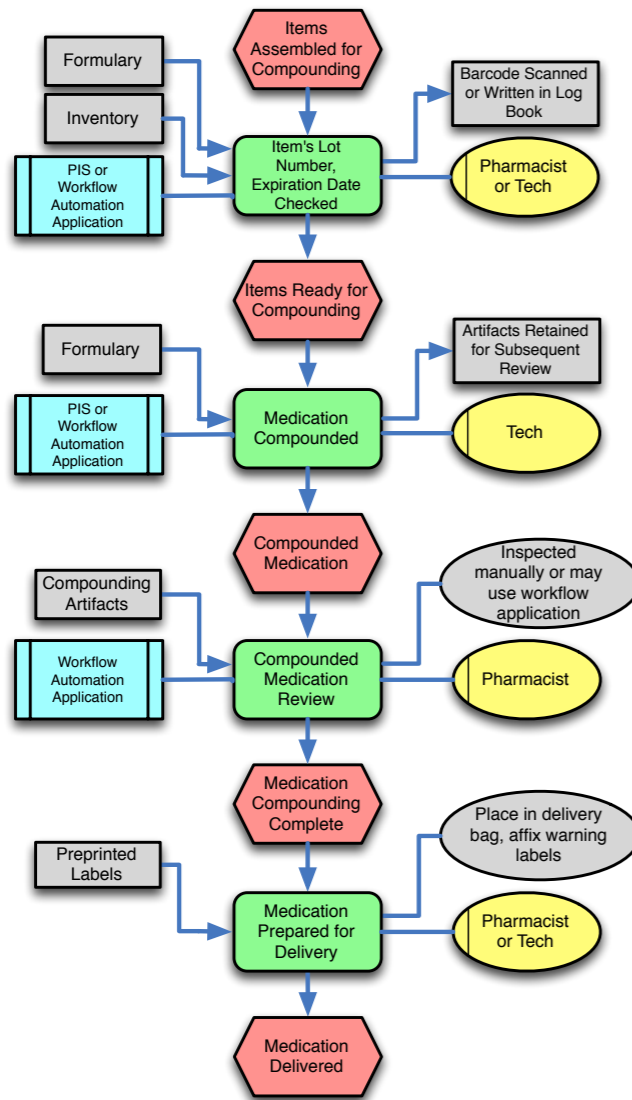 Items
Assembled for
Compounding
Formulary
Barcode Scanned
or Written in Log
Book
Inventory
Item's Lot
Number,
Expiration Date
Checked
PIS or
Workflow
Automation
Application
Pharmacist
or Tech
Items Ready for
Compounding
Formulary
Artifacts Retained
for Subsequent
Review
Medication
Compounded
PIS or
Workflow
Automation
Application
Tech
Compounded
Medication
Inspected
manually or may
use workflow
application
Compounding
Artifacts
Compounded
Medication
Review
Workflow
Automation
Application
Pharmacist
Medication
Compounding
Complete
Place in delivery
bag, affix warning
labels
Preprinted
Labels
Medication
Prepared for
Delivery
Pharmacist
or Tech
Medication
Delivered